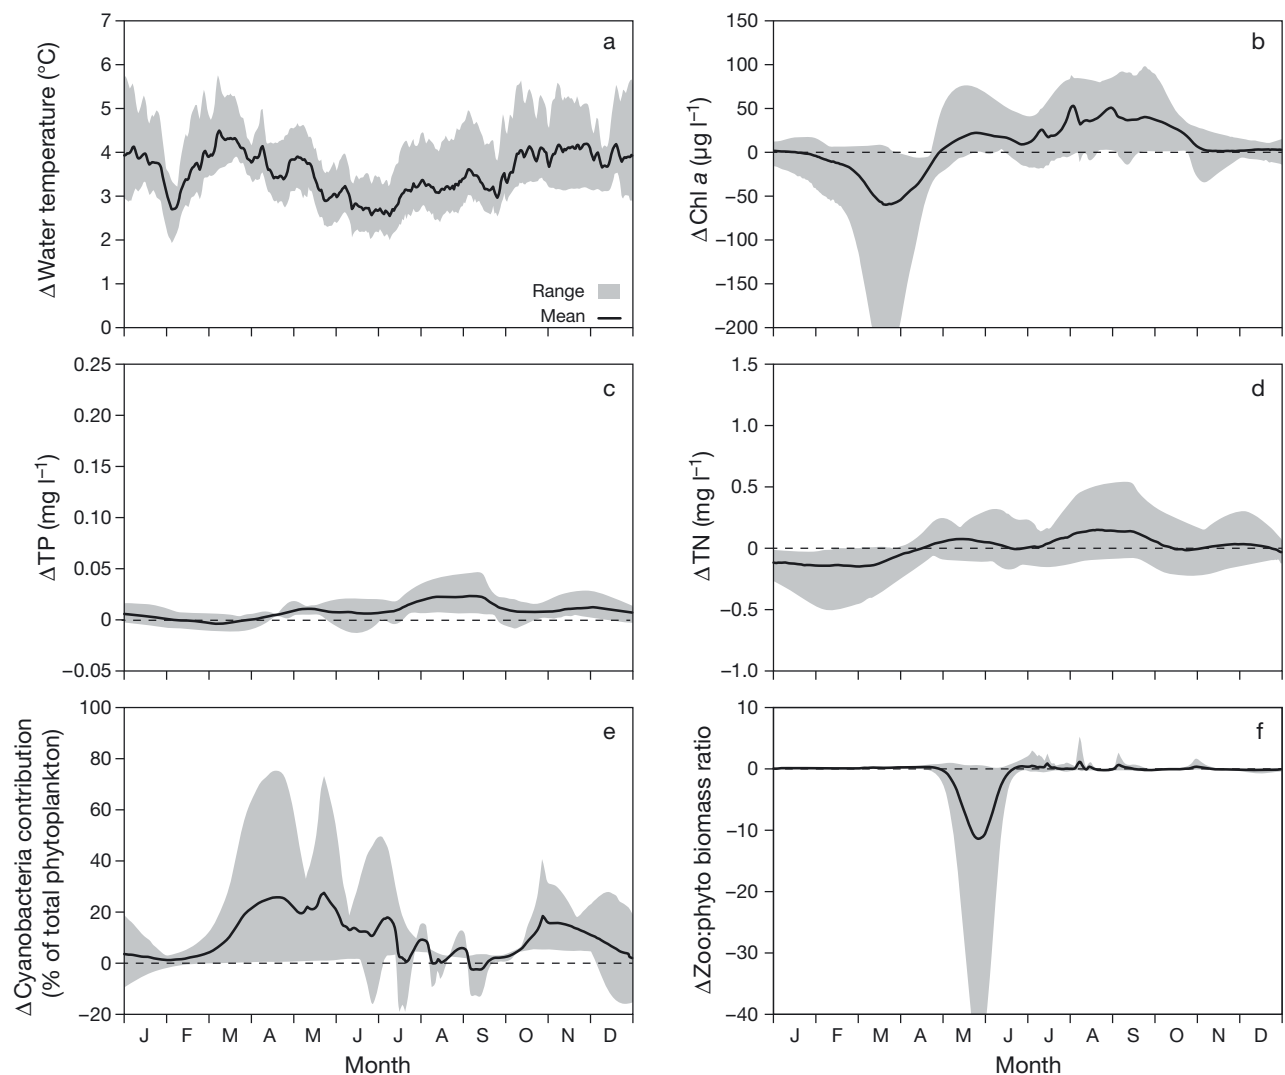 7
6
5
4
3
2
1
0
ΔWater temperature (°C)
a
Range
Mean
150
100
50
0
−50
−100
−150
−200
ΔChl a (µg l⁻¹)
b
0.25
0.20
0.15
0.10
0.05
0
−0.05
ΔTP (mg l⁻¹)
c
1.5
1.0
0.5
0
−0.5
−1.0
ΔTN (mg l⁻¹)
d
100
80
60
40
20
0
−20
ΔCyanobacteria contribution
(% of total phytoplankton)
e
J F M A M J J A S O N D
Month
10
0
−10
−20
−30
−40
ΔZoo:phyto biomass ratio
f
J F M A M J J A S O N D
Month